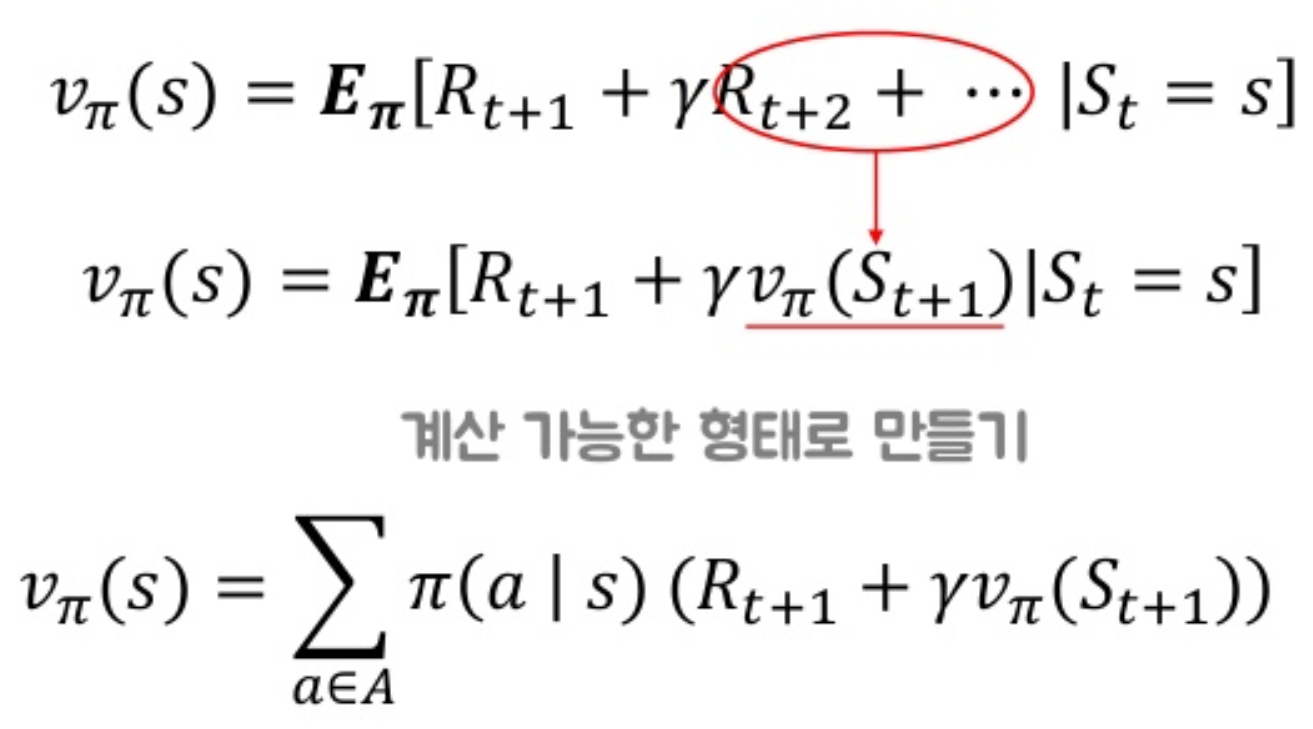 v_π(s) = E_π[R_{t+1} + γR_{t+2} + ⋯ |S_t = s]
v_π(s) = E_π[R_{t+1} + γv_π(S_{t+1})|S_t = s]
계산 가능한 형태로 만들기
v_π(s) = ∑_{a∈A} π(a | s) (R_{t+1} + γv_π(S_{t+1}))